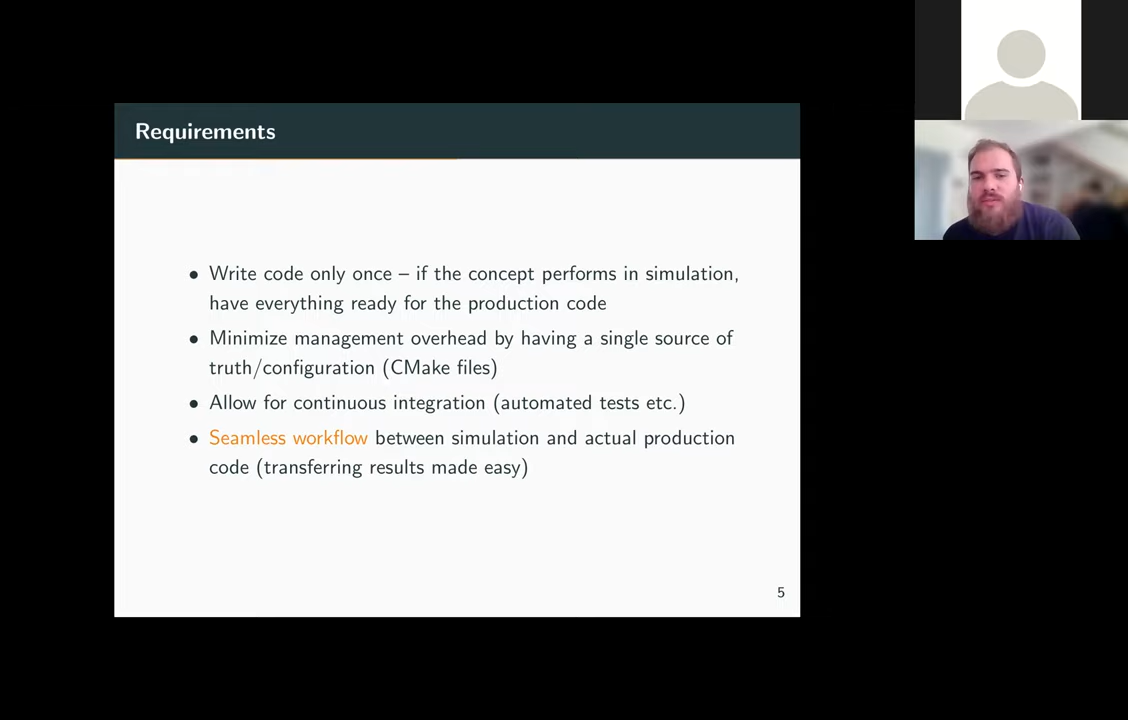 Requirements
• Write code only once – if the concept performs in simulation,
have everything ready for the production code
• Minimize management overhead by having a single source of
truth/configuration (CMake files)
• Allow for continuous integration (automated tests etc.)
• Seamless workflow between simulation and actual production
code (transferring results made easy)
5